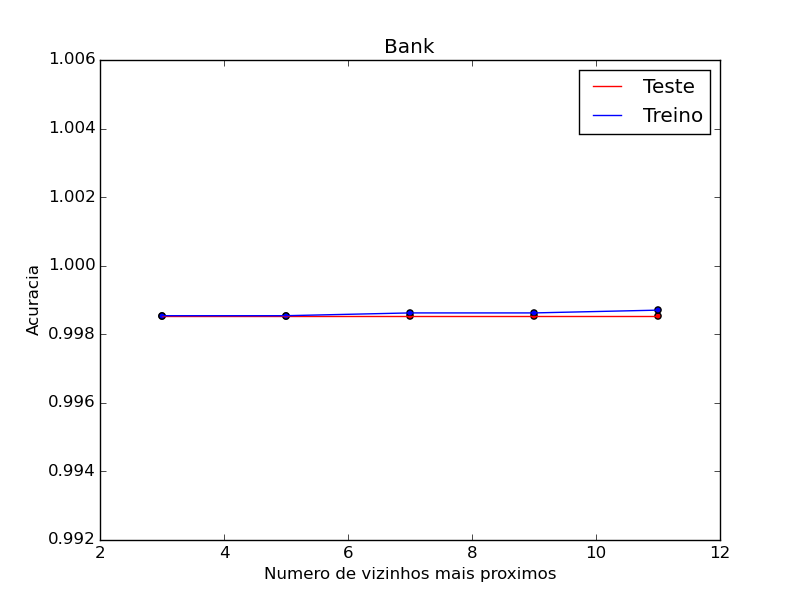 Bank
1.006
1.004
1.002
1.000
0.998
0.996
0.994
0.992
Acuracia
Teste
Treino
2 4 6 8 10 12
Numero de vizinhos mais proximos